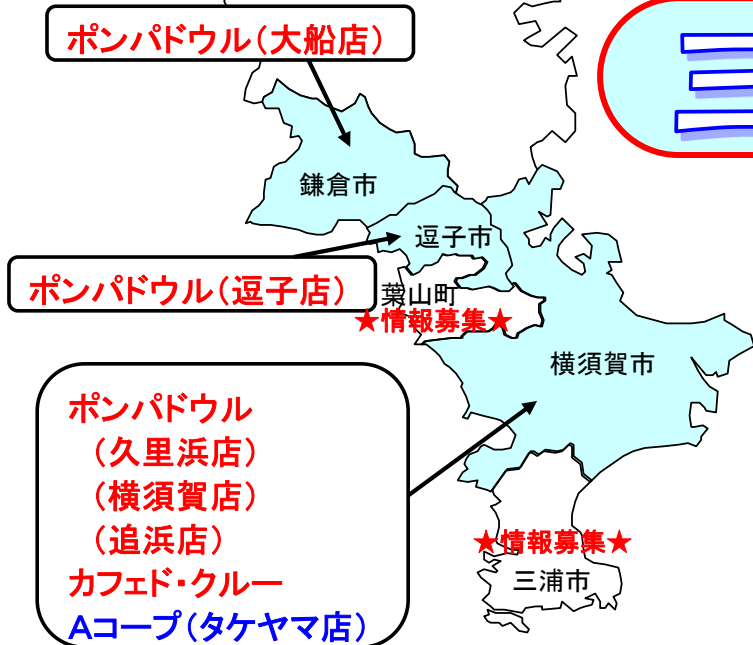 ポンパドウル(大船店)
鎌倉市
逗子市
ポンパドウル(逗子店)
葉山町
★情報募集★
横須賀市
ポンパドウル
(久里浜店)
(横須賀店)
(追浜店)
カフェド・クルー
Aコープ(タケヤマ店)
★情報募集★
三浦市